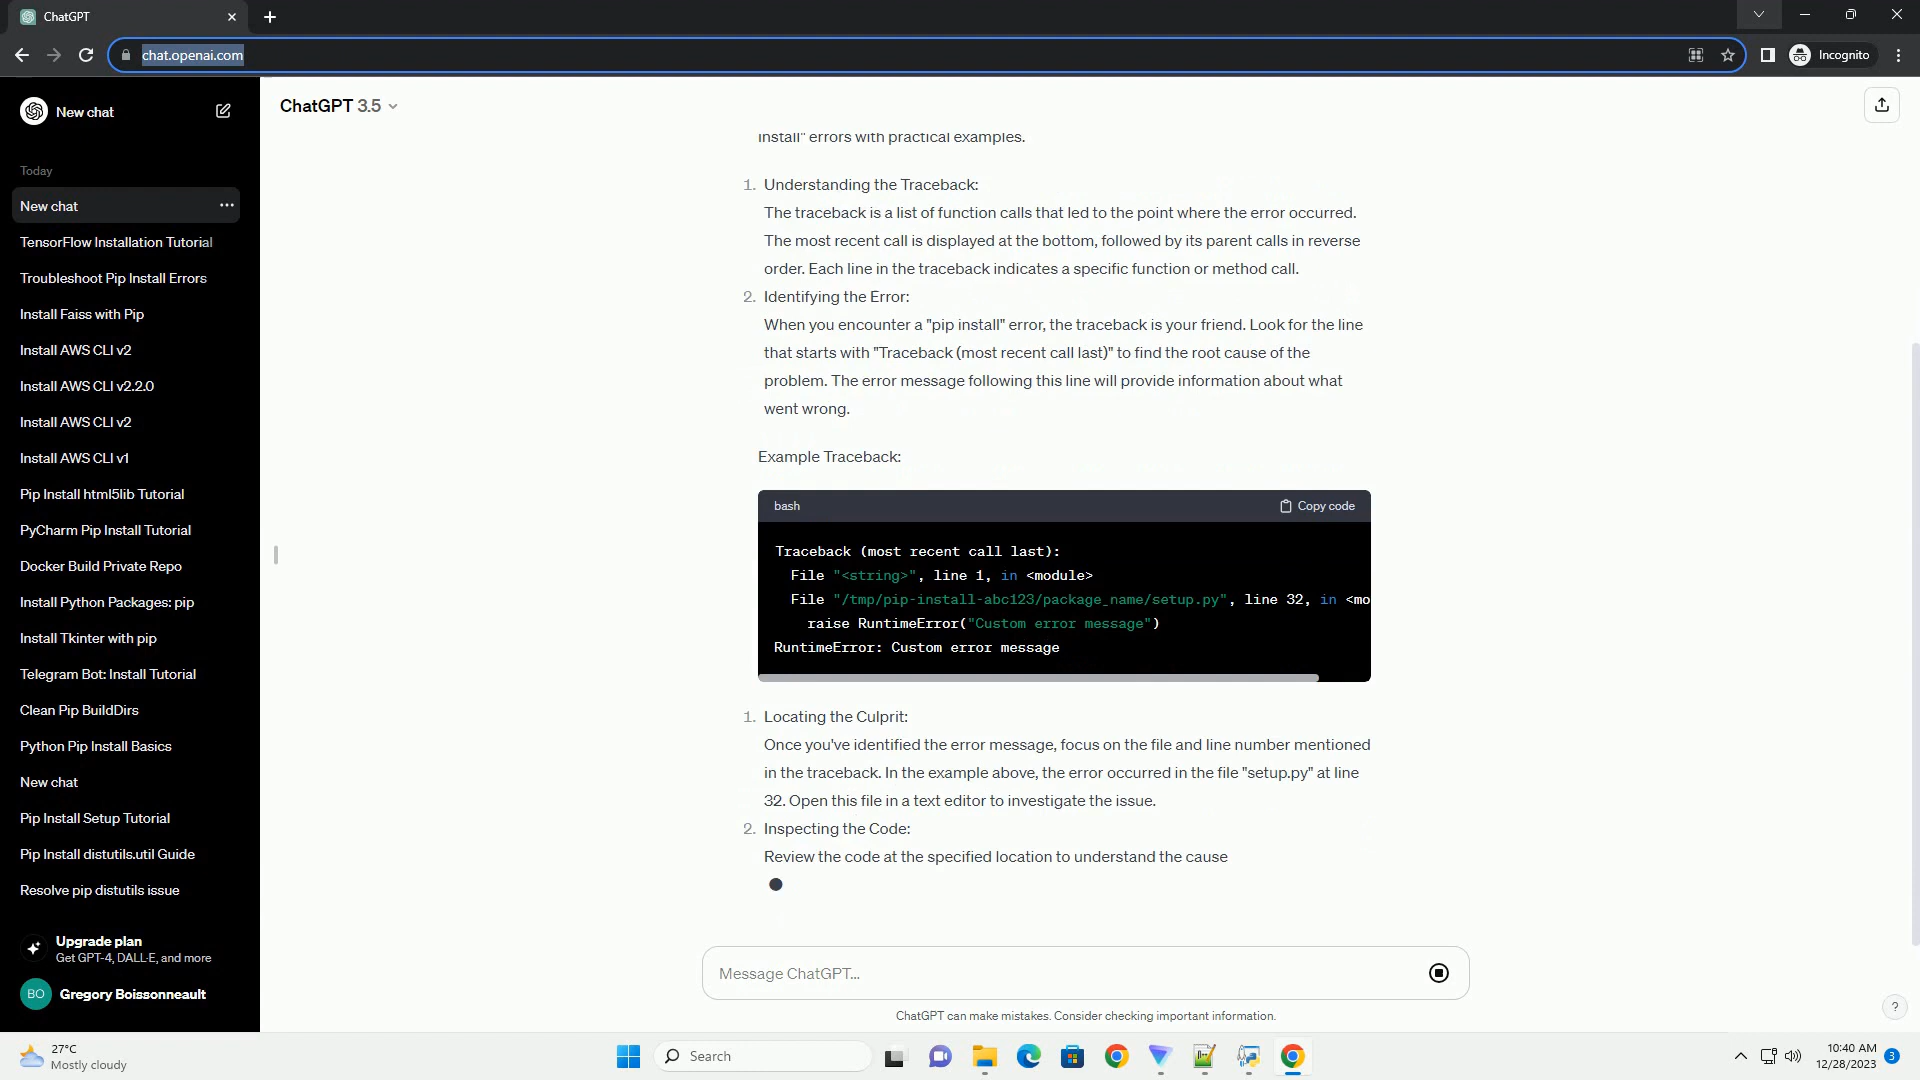 ChatGPT
chat.openai.com
Incognito
New chat
Today
New chat
TensorFlow Installation Tutorial
Troubleshoot Pip Install Errors
Install Faiss with Pip
Install AWS CLI v2
Install AWS CLI v2.2.0
Install AWS CLI v2
Install AWS CLI v1
Pip Install html5lib Tutorial
PyCharm Pip Install Tutorial
Docker Build Private Repo
Install Python Packages: pip
Install Tkinter with pip
Telegram Bot: Install Tutorial
Clean Pip BuildDirs
Python Pip Install Basics
New chat
Pip Install Setup Tutorial
Pip Install distutils.util Guide
Resolve pip distutils issue
Upgrade plan
Get GPT-4, DALL·E, and more
BO Gregory Boissonneault
ChatGPT 3.5
install" errors with practical examples.
1. Understanding the Traceback:
The traceback is a list of function calls that led to the point where the error occurred.
The most recent call is displayed at the bottom, followed by its parent calls in reverse
order. Each line in the traceback indicates a specific function or method call.
2. Identifying the Error:
When you encounter a "pip install" error, the traceback is your friend. Look for the line
that starts with "Traceback (most recent call last)" to find the root cause of the
problem. The error message following this line will provide information about what
went wrong.
Example Traceback:
bash Copy code
Traceback (most recent call last):
File "<string>", line 1, in <module>
File "/tmp/pip-install-abc123/package_name/setup.py", line 32, in <mo
raise RuntimeError("Custom error message")
RuntimeError: Custom error message
1. Locating the Culprit:
Once you've identified the error message, focus on the file and line number mentioned
in the traceback. In the example above, the error occurred in the file "setup.py" at line
32. Open this file in a text editor to investigate the issue.
2. Inspecting the Code:
Review the code at the specified location to understand the cause
Message ChatGPT...
ChatGPT can make mistakes. Consider checking important information.
?
27°C
Mostly cloudy
Search
10:40 AM
12/28/2023
3